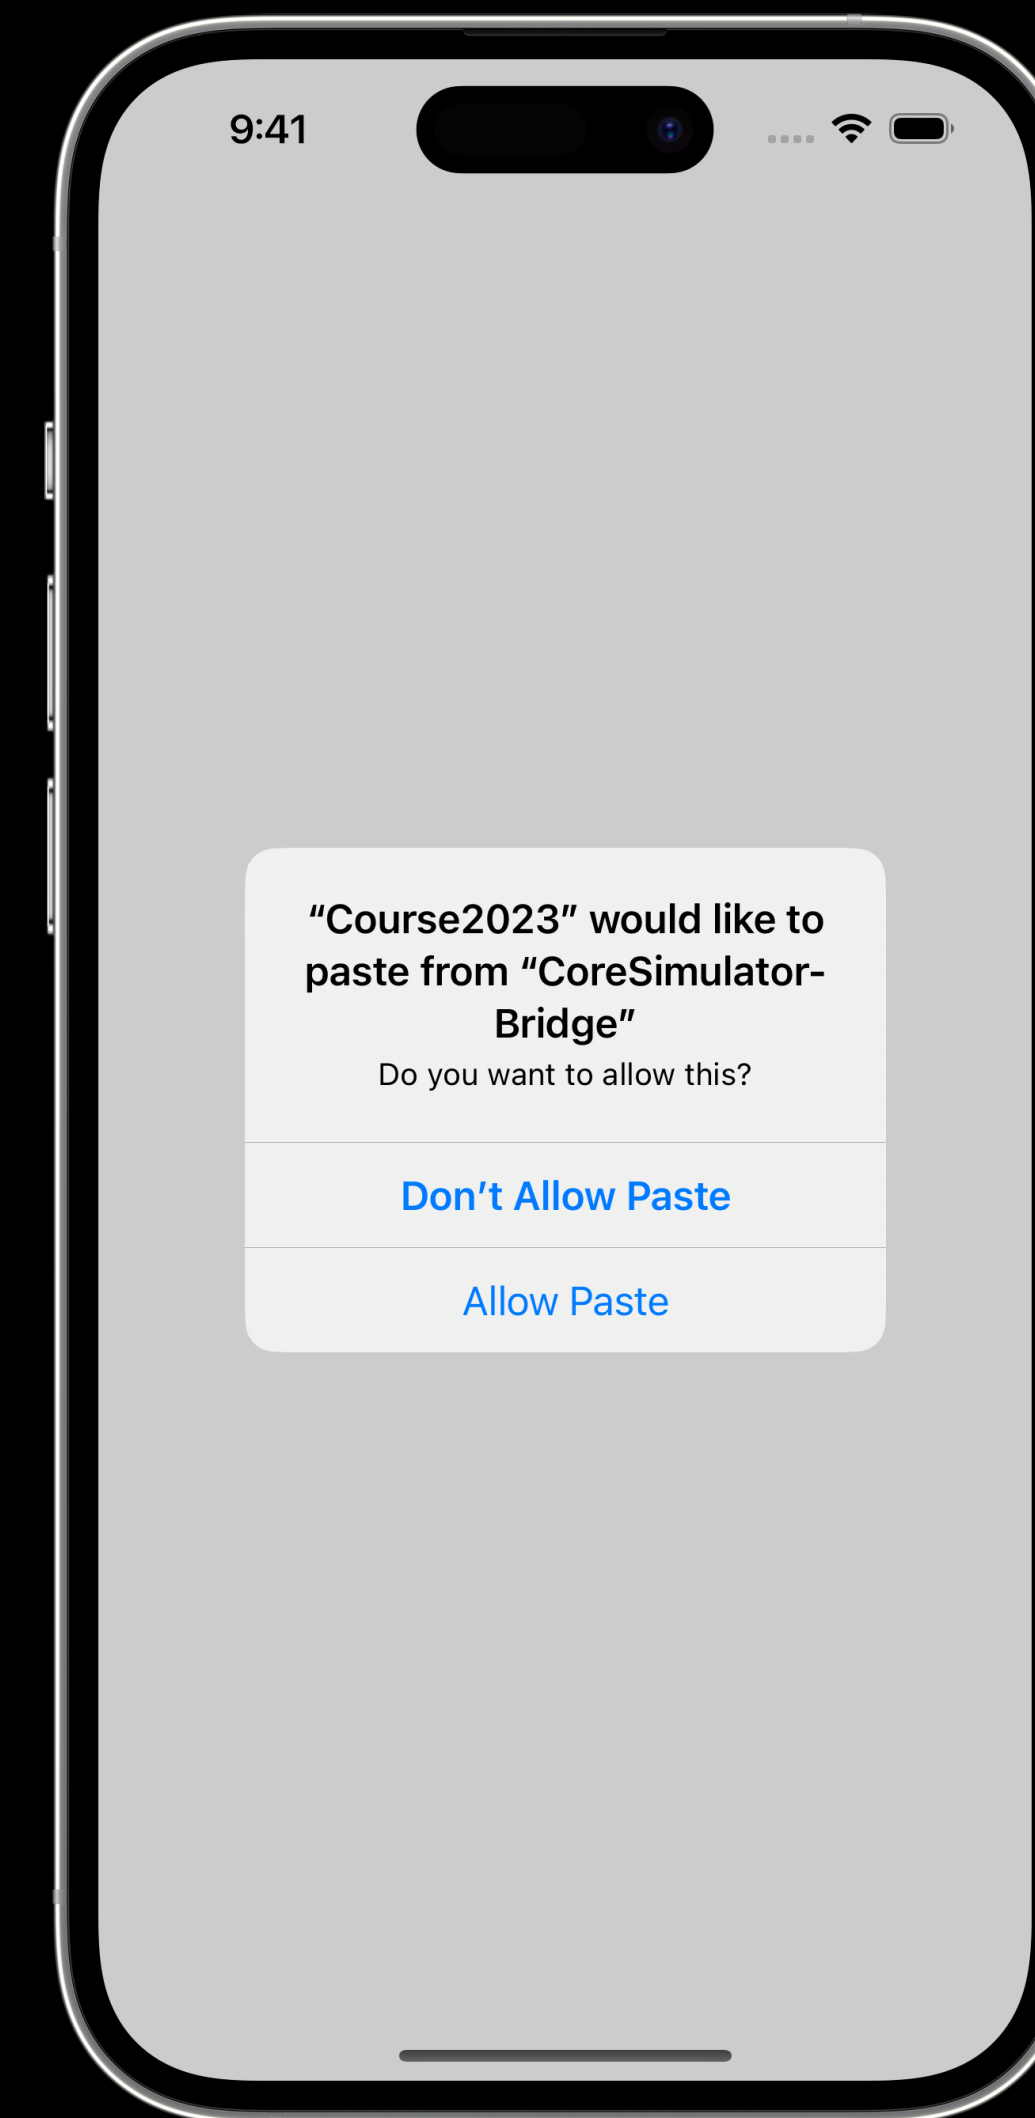 9:41
“Course2023” would like to
paste from “CoreSimulator-
Bridge”
Do you want to allow this?
Don’t Allow Paste
Allow Paste